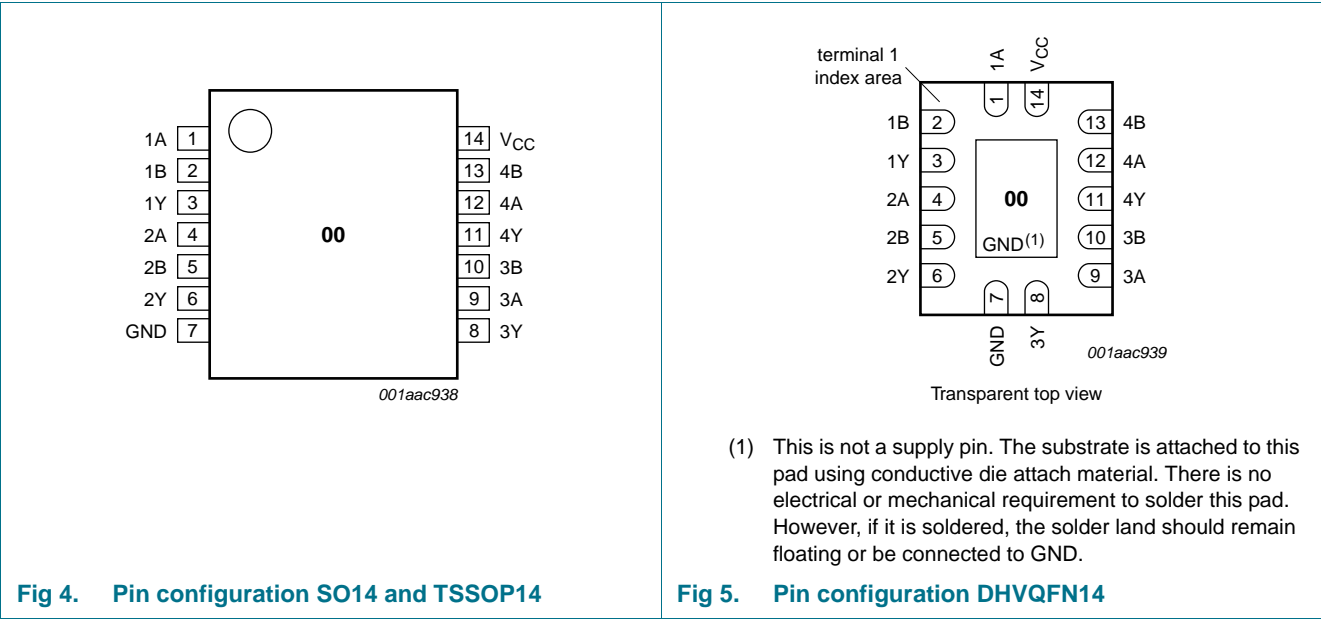 1A 1 14 VCC
1B 2 13 4B
1Y 3 12 4A
2A 4 00 11 4Y
2B 5 10 3B
2Y 6 9 3A
GND 7 8 3Y
001aac938
Fig 4. Pin configuration SO14 and TSSOP14
terminal 1
index area
1A VCC
1 14
1B 2 13 4B
1Y 3 12 4A
2A 4 00 11 4Y
2B 5 GND(1) 10 3B
2Y 6 9 3A
7 8
GND 3Y
001aac939
Transparent top view
(1) This is not a supply pin. The substrate is attached to this
pad using conductive die attach material. There is no
electrical or mechanical requirement to solder this pad.
However, if it is soldered, the solder land should remain
floating or be connected to GND.
Fig 5. Pin configuration DHVQFN14